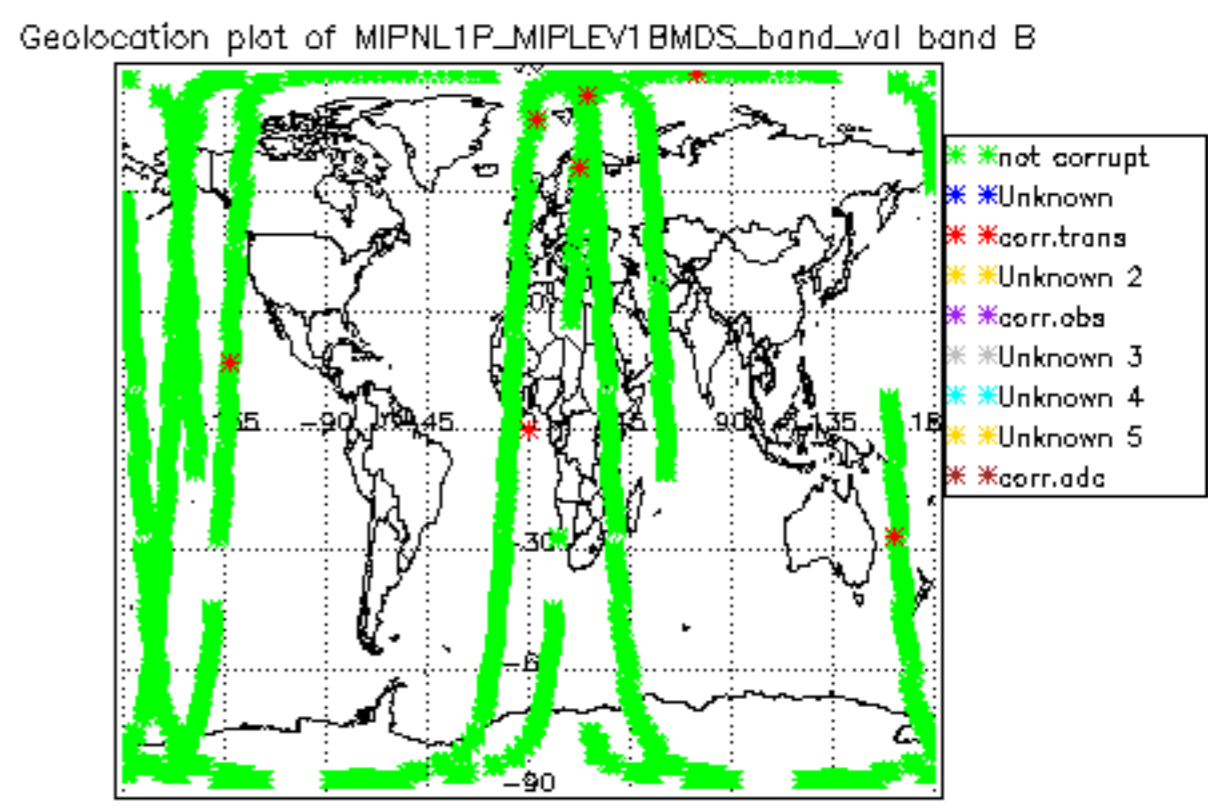 Geolocation plot of MIPNL1P_MIPLEV1BMDS_band_val band B
not corrupt
Unknown
corr.trans
Unknown 2
corr.obs
Unknown 3
Unknown 4
Unknown 5
corr.adc
-90 -45 90 135
-30
-6
-90